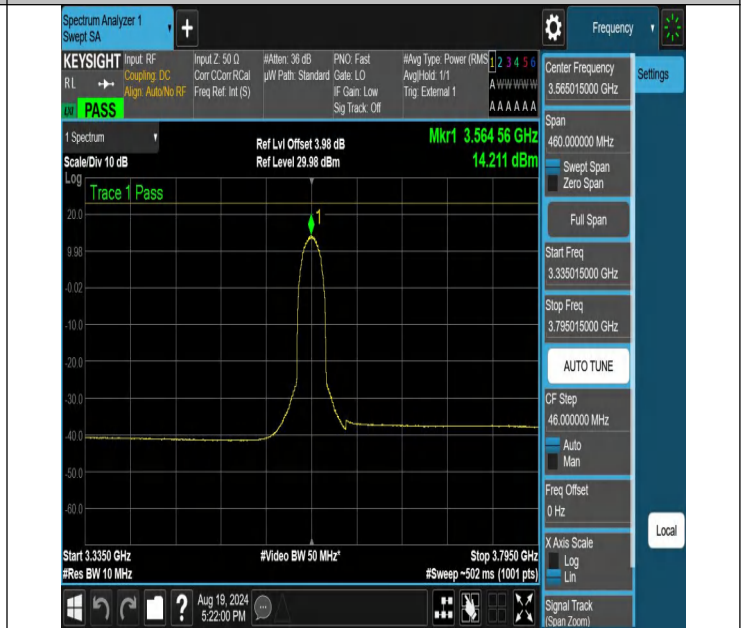 Spectrum Analyzer 1
Swept SA
+
Frequency
KEYSIGHT
RL
PASS
Input: RF
Coupling: DC
Align: Auto/No RF
Input Z: 50 Ω
Corr CCorr RCal
Freq Ref: Int (S)
#Atten: 36 dB
µW Path: Standard
PNO: Fast
Gate: LO
IF Gain: Low
Sig Track: Off
#Avg Type: Power (RMS
Avg|Hold: 1/1
Trig: External 1
1 2 3 4 5 6
A W W W W W
A A A A A A
1 Spectrum
Scale/Div 10 dB
Ref Lvl Offset 3.98 dB
Ref Level 29.98 dBm
Mkr1 3.564 56 GHz
14.211 dBm
Log
Trace 1 Pass
1
20.0
9.98
-0.02
-10.0
-20.0
-30.0
-40.0
-50.0
-60.0
Start 3.3350 GHz
#Res BW 10 MHz
#Video BW 50 MHz*
Stop 3.7950 GHz
#Sweep ~502 ms (1001 pts)
Center Frequency
3.565015000 GHz
Settings
Span
460.000000 MHz
Swept Span
Zero Span
Full Span
Start Freq
3.335015000 GHz
Stop Freq
3.795015000 GHz
AUTO TUNE
CF Step
46.000000 MHz
Auto
Man
Freq Offset
0 Hz
X Axis Scale
Log
Lin
Local
Signal Track
(Span Zoom)
?
Aug 19, 2024
5:22:00 PM